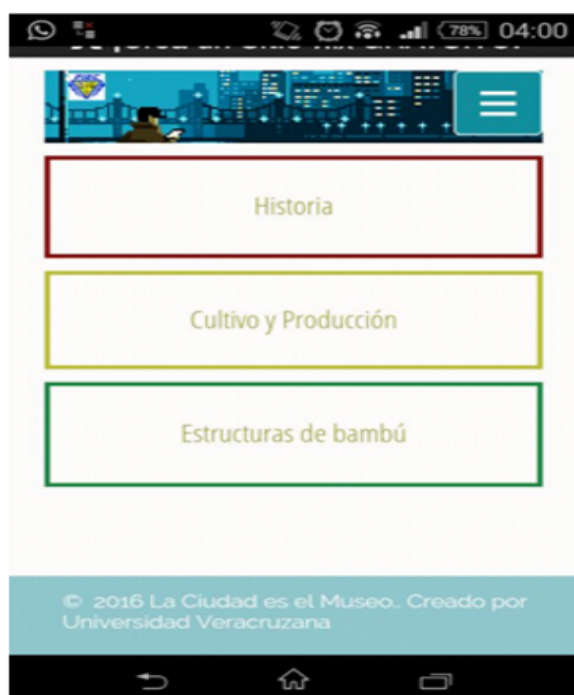 78% 04:00
Historia
Cultivo y Producción
Estructuras de bambú
© 2016 La Ciudad es el Museo.. Creado por
Universidad Veracruzana